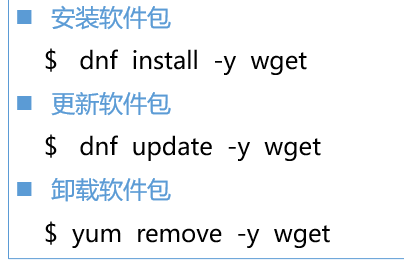 ■ 安装软件包
$ dnf install -y wget
■ 更新软件包
$ dnf update -y wget
■ 卸载软件包
$ yum remove -y wget